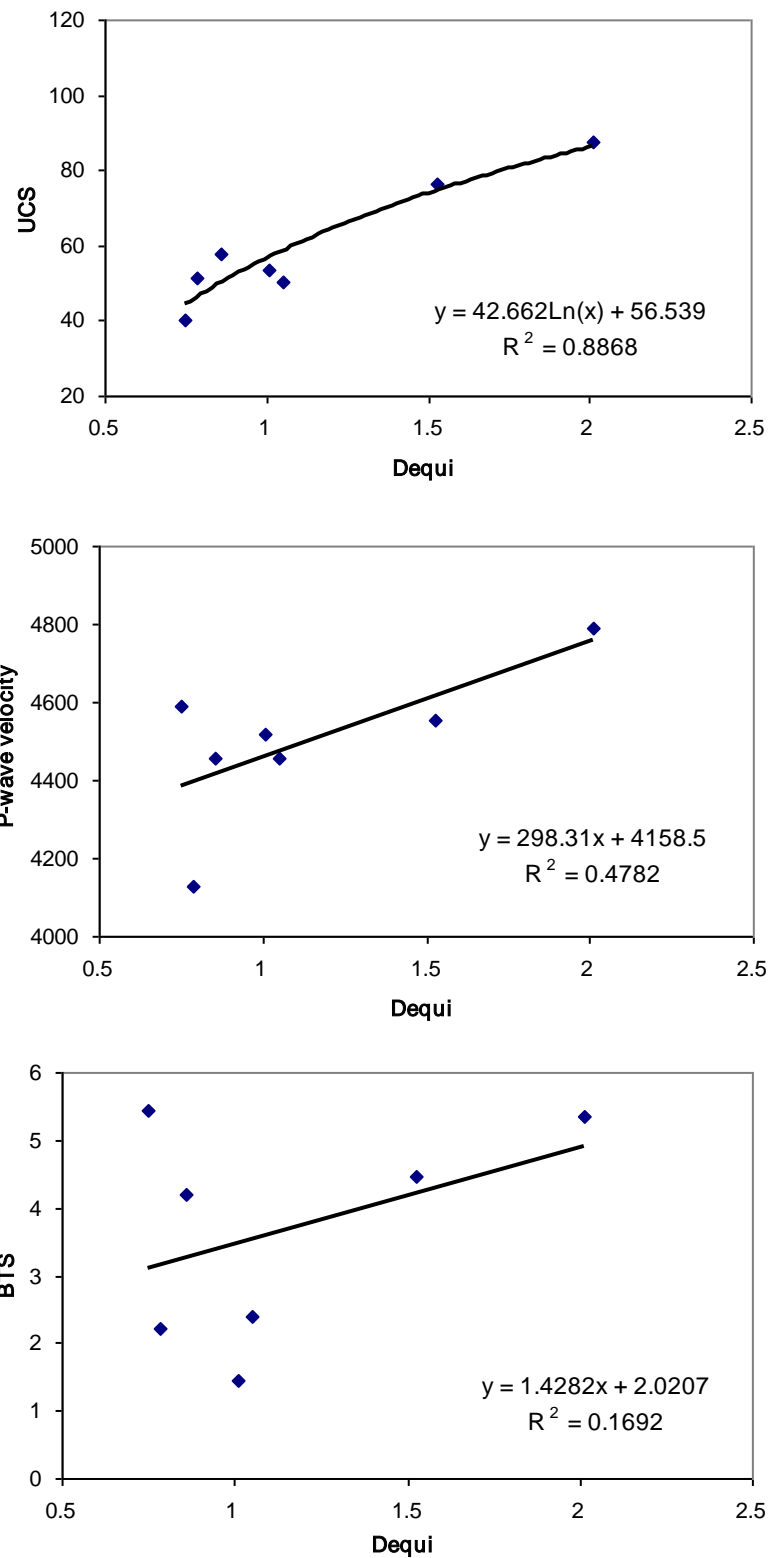 120
100
80
60
40
20
UCS
y = 42.662Ln(x) + 56.539
R 2 = 0.8868
0.5 1 1.5 2 2.5
Dequi
5000
4800
4600
4400
4200
4000
P-wave velocity
y = 298.31x + 4158.5
R 2 = 0.4782
0.5 1 1.5 2 2.5
Dequi
6
5
4
3
2
1
0
BTS
y = 1.4282x + 2.0207
R 2 = 0.1692
0.5 1 1.5 2 2.5
Dequi